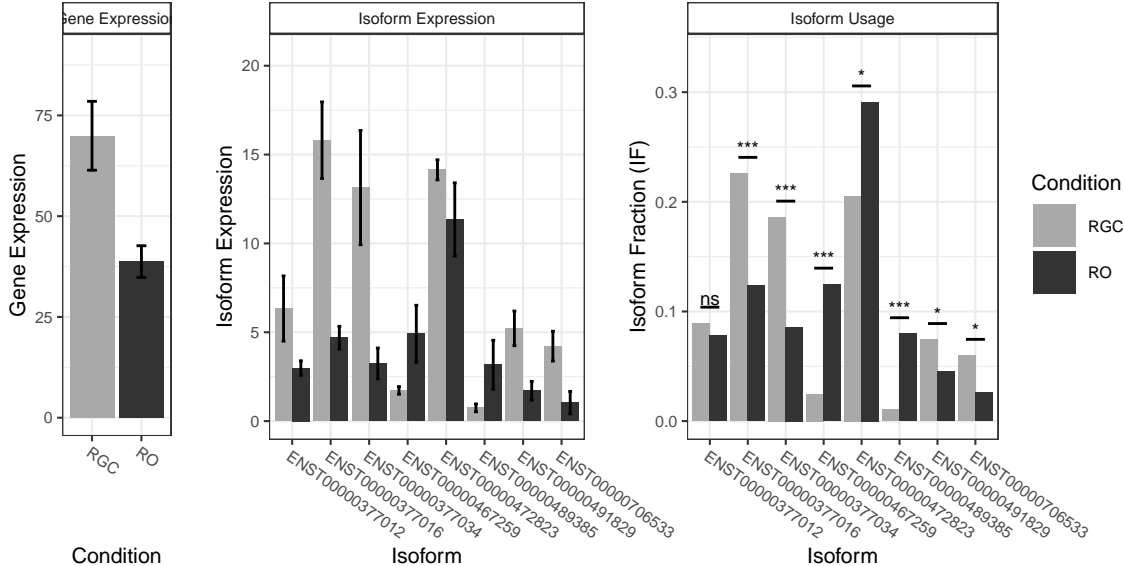 Gene Expression
Gene Expression
75
50
25
0
RGC
RO
Condition
Isoform Expression
Isoform Expression
20
15
10
5
0
ENST00000377012
ENST00000377016
ENST00000377034
ENST00000467259
ENST00000472823
ENST00000489385
ENST00000491829
ENST00000706533
Isoform
Isoform Usage
Isoform Fraction (IF)
0.3
0.2
0.1
0.0
ns
***
***
***
*
***
*
*
ENST00000377012
ENST00000377016
ENST00000377034
ENST00000467259
ENST00000472823
ENST00000489385
ENST00000491829
ENST00000706533
Isoform
Condition
RGC
RO